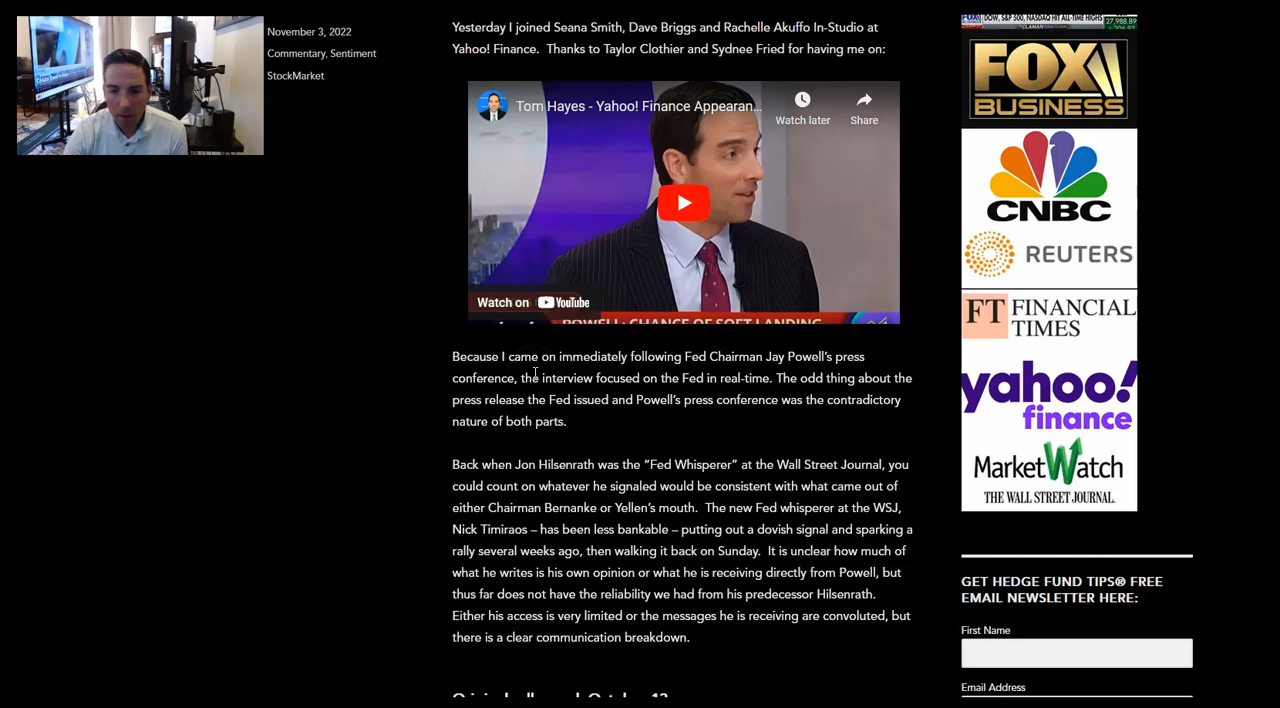 November 3, 2022
Commentary, Sentiment
StockMarket
Yesterday I joined Seana Smith, Dave Briggs and Rachelle Akuffo In-Studio at
Yahoo! Finance.  Thanks to Taylor Clothier and Sydnee Fried for having me on:
Tom Hayes - Yahoo! Finance Appearan...
Watch later
Share
Watch on YouTube
POWELL: CHANCE OF SOFT LANDING
Because I came on immediately following Fed Chairman Jay Powell’s press
conference, the interview focused on the Fed in real-time. The odd thing about the
press release the Fed issued and Powell’s press conference was the contradictory
nature of both parts.
Back when Jon Hilsenrath was the “Fed Whisperer” at the Wall Street Journal, you
could count on whatever he signaled would be consistent with what came out of
either Chairman Bernanke or Yellen’s mouth.  The new Fed whisperer at the WSJ,
Nick Timiraos – has been less bankable – putting out a dovish signal and sparking a
rally several weeks ago, then walking it back on Sunday.  It is unclear how much of
what he writes is his own opinion or what he is receiving directly from Powell, but
thus far does not have the reliability we had from his predecessor Hilsenrath.
Either his access is very limited or the messages he is receiving are convoluted, but
there is a clear communication breakdown.
DOW, S&P 500, NASDAQ HIT ALL-TIME HIGHS
27,988.89
FOX
BUSINESS
CNBC
REUTERS
FT FINANCIAL
TIMES
yahoo!
finance
MarketWatch
THE WALL STREET JOURNAL.
GET HEDGE FUND TIPS® FREE
EMAIL NEWSLETTER HERE:
First Name
Email Address